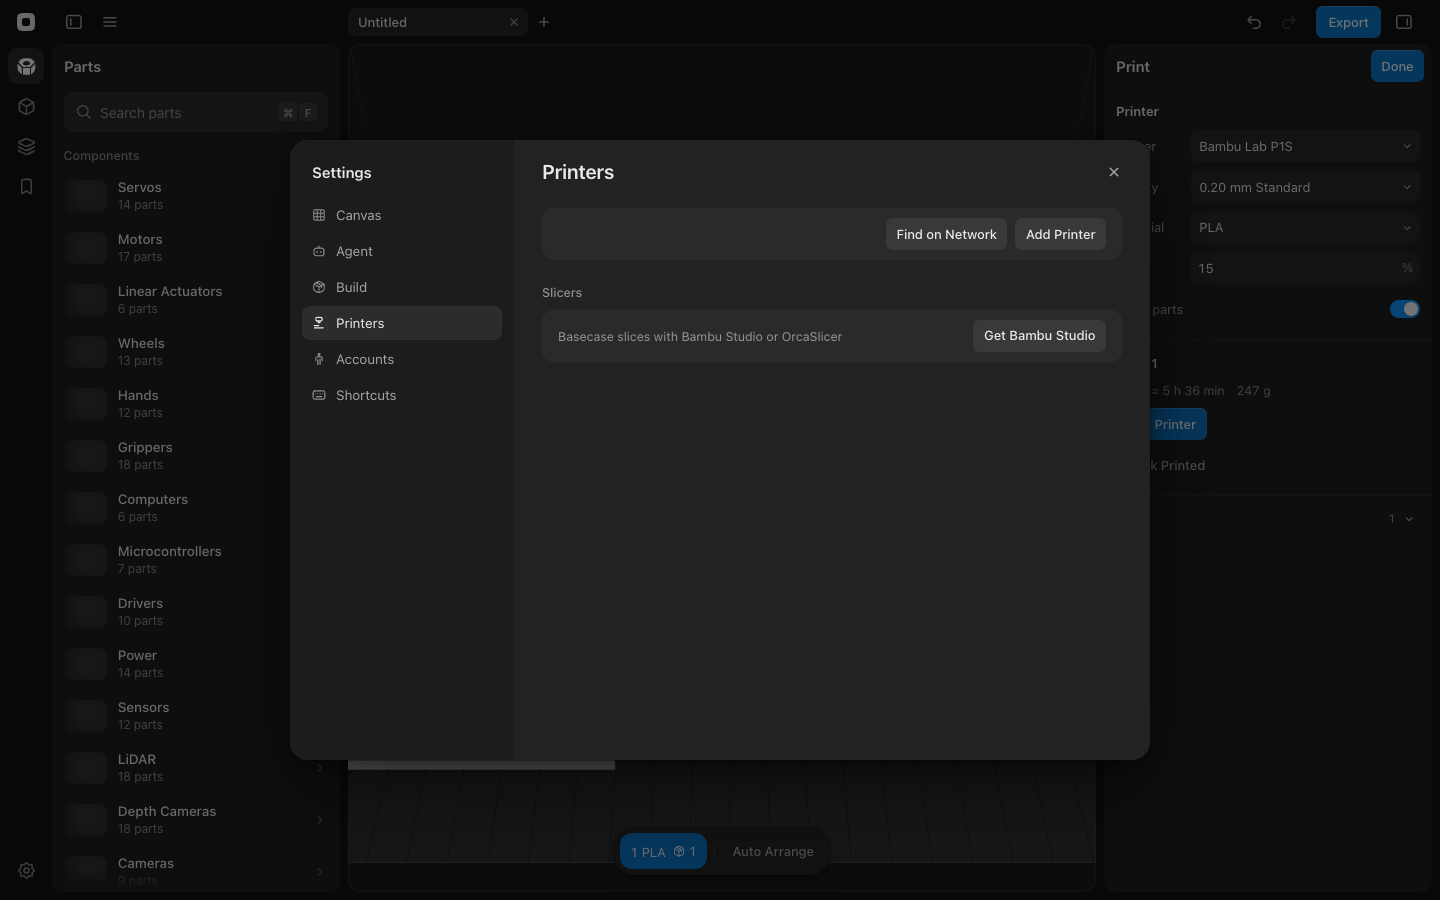 Untitled
Export
Parts
Search parts
⌘ F
Components
Servos
14 parts
Motors
17 parts
Linear Actuators
6 parts
Wheels
13 parts
Hands
12 parts
Grippers
18 parts
Computers
6 parts
Microcontrollers
7 parts
Drivers
10 parts
Power
14 parts
Sensors
12 parts
LiDAR
18 parts
Depth Cameras
18 parts
Cameras
9 parts
Settings
Canvas
Agent
Build
Printers
Accounts
Shortcuts
Printers
Find on Network
Add Printer
Slicers
Basecase slices with Bambu Studio or OrcaSlicer
Get Bambu Studio
1 PLA 1
Auto Arrange
Print
Done
Printer
Bambu Lab P1S
0.20 mm Standard
PLA
15 %
parts
1
≈ 5 h 36 min 247 g
Printer
Printed
1